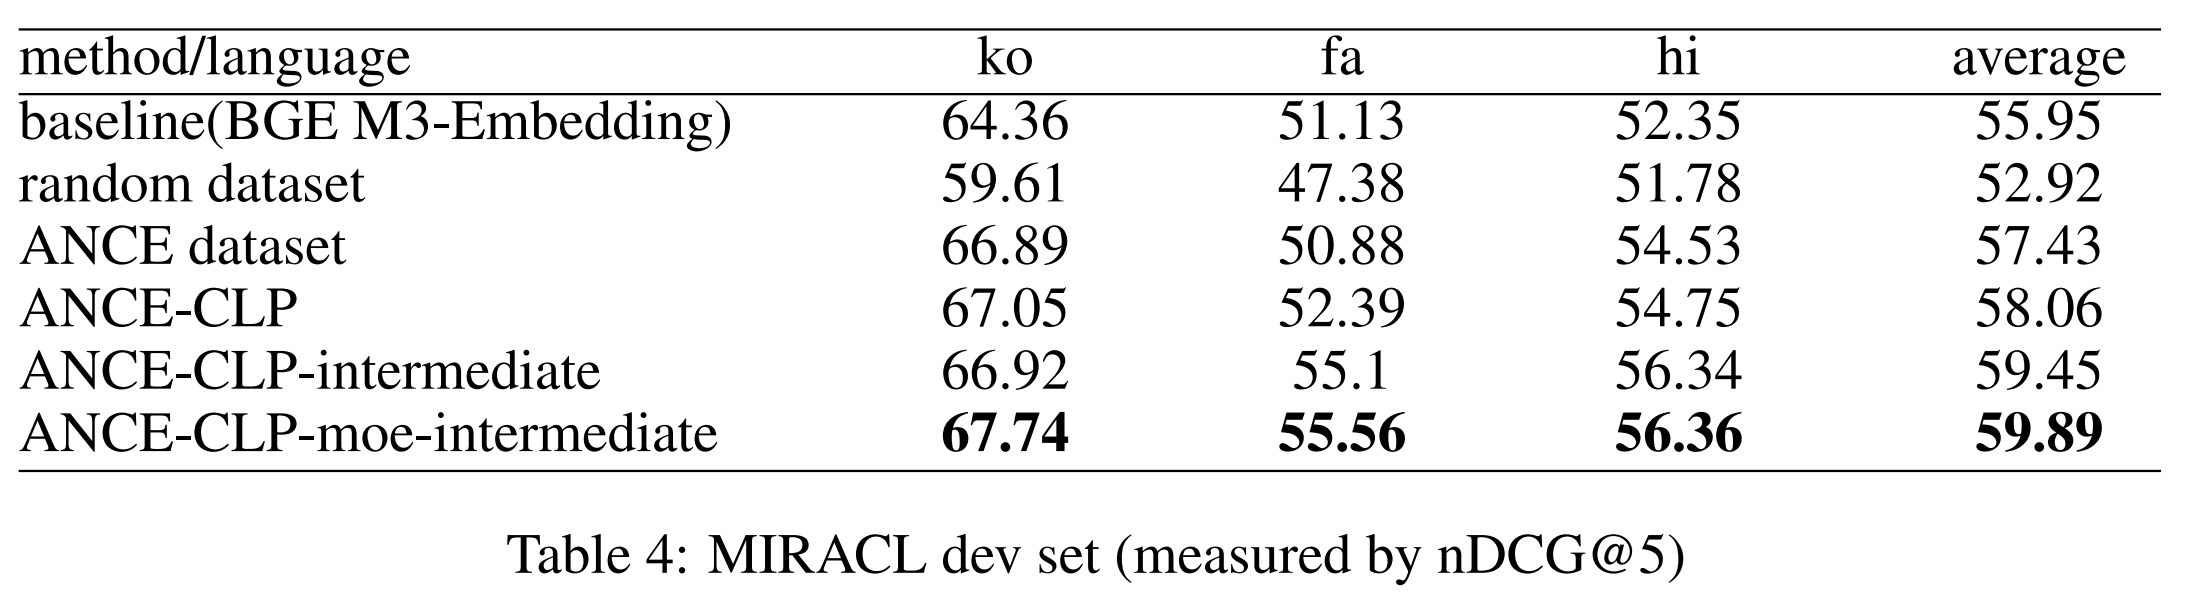 method/language ko fa hi average
baseline(BGE M3-Embedding) 64.36 51.13 52.35 55.95
random dataset 59.61 47.38 51.78 52.92
ANCE dataset 66.89 50.88 54.53 57.43
ANCE-CLP 67.05 52.39 54.75 58.06
ANCE-CLP-intermediate 66.92 55.1 56.34 59.45
ANCE-CLP-moe-intermediate 67.74 55.56 56.36 59.89
Table 4: MIRACL dev set (measured by nDCG@5)